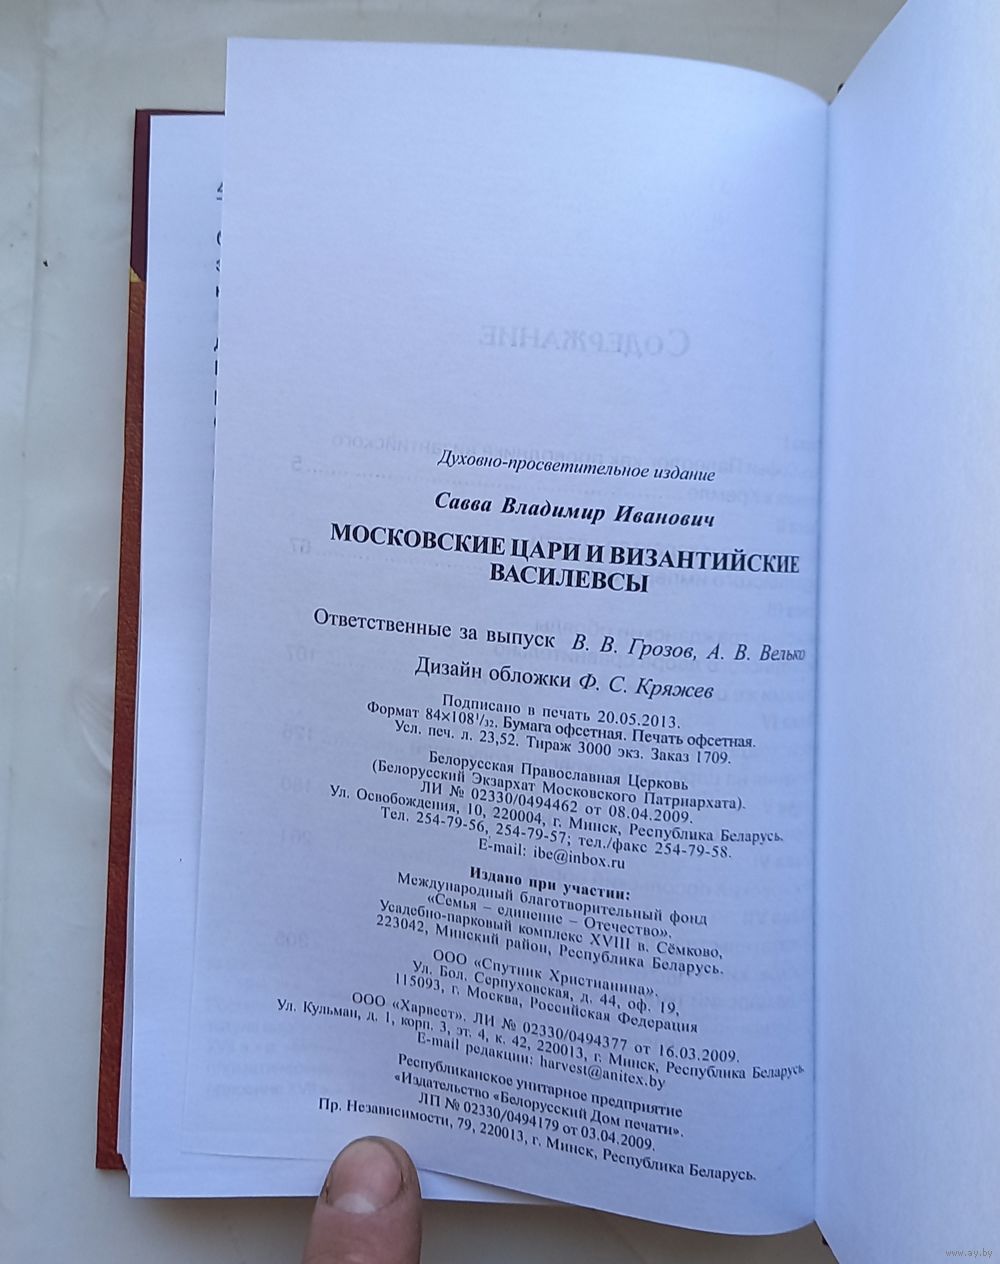 Духовно-просветительное издание
Савва Владимир Иванович
МОСКОВСКИЕ ЦАРИ И ВИЗАНТИЙСКИЕ
ВАСИЛЕВСЫ
Ответственные за выпуск В. В. Грозов, А. В. Велько
Дизайн обложки Ф. С. Кряжев
Подписано в печать 20.05.2013.
Формат 84×108¹/₃₂. Бумага офсетная. Печать офсетная.
Усл. печ. л. 23,52. Тираж 3000 экз. Заказ 1709.
Белорусская Православная Церковь
(Белорусский Экзархат Московского Патриархата).
ЛИ № 02330/0494462 от 08.04.2009.
Ул. Освобождения, 10, 220004, г. Минск, Республика Беларусь.
Тел. 254-79-56, 254-79-57; тел./факс 254-79-58.
E-mail: ibe@inbox.ru
Издано при участии:
Международный благотворительный фонд
«Семья – единение – Отечество».
Усадебно-парковый комплекс XVIII в. Сёмково,
223042, Минский район, Республика Беларусь.
ООО «Спутник Христианина».
Ул. Бол. Серпуховская, д. 44, оф. 19,
115093, г. Москва, Российская Федерация
ООО «Харвест». ЛИ № 02330/0494377 от 16.03.2009.
Ул. Кульман, д. 1, корп. 3, эт. 4, к. 42, 220013, г. Минск, Республика Беларусь.
E-mail редакции: harvest@anitex.by
Республиканское унитарное предприятие
«Издательство «Белорусский Дом печати».
ЛП № 02330/0494179 от 03.04.2009.
Пр. Независимости, 79, 220013, г. Минск, Республика Беларусь.
СОДЕРЖАНИЕ
www.ay.by